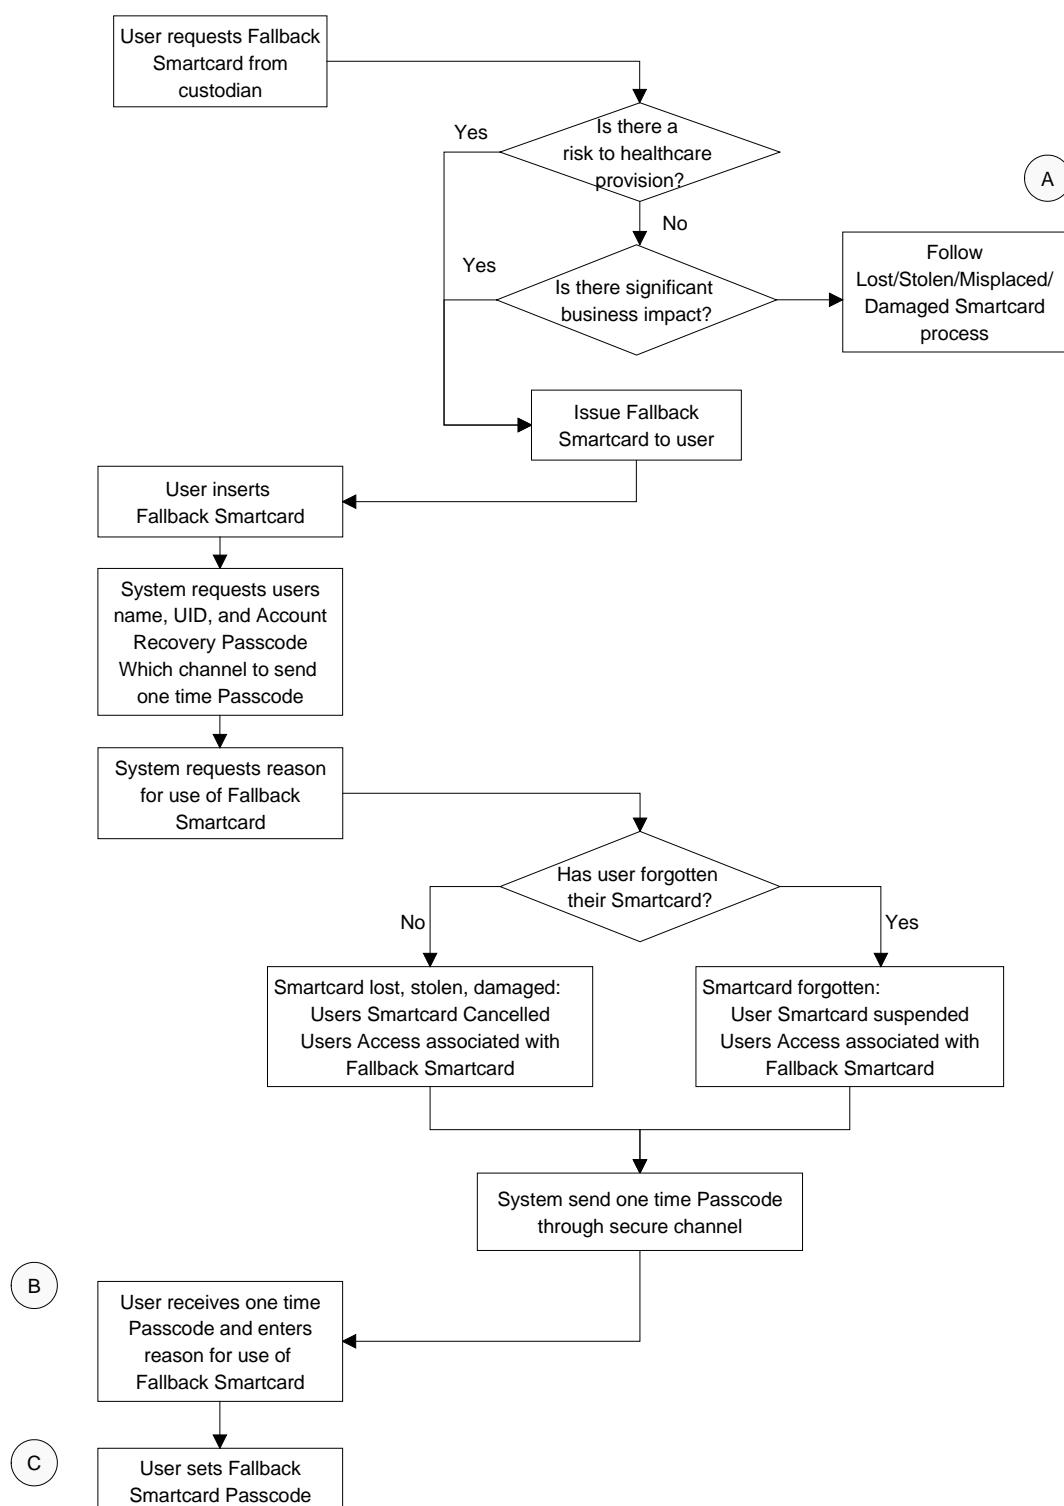 User requests Fallback
Smartcard from
custodian
Is there a
risk to healthcare
provision?
Yes
A
No
Yes
Is there significant
business impact?
Follow
Lost/Stolen/Misplaced/
Damaged Smartcard
process
Issue Fallback
Smartcard to user
User inserts
Fallback Smartcard
System requests users
name, UID, and Account
Recovery Passcode
Which channel to send
one time Passcode
System requests reason
for use of Fallback
Smartcard
Has user forgotten
their Smartcard?
No
Yes
Smartcard lost, stolen, damaged:
Users Smartcard Cancelled
Users Access associated with
Fallback Smartcard
Smartcard forgotten:
User Smartcard suspended
Users Access associated with
Fallback Smartcard
System send one time Passcode
through secure channel
B
User receives one time
Passcode and enters
reason for use of
Fallback Smartcard
C
User sets Fallback
Smartcard Passcode